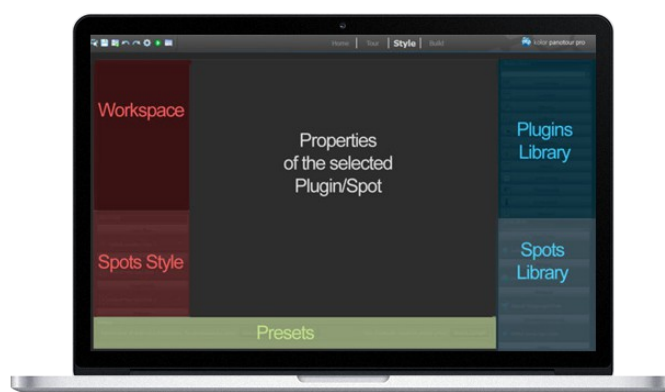 Home Tour Style Build kolor panotour pro
Workspace
Properties
of the selected
Plugin/Spot
Plugins
Library
Spots Style
Spots
Library
Presets